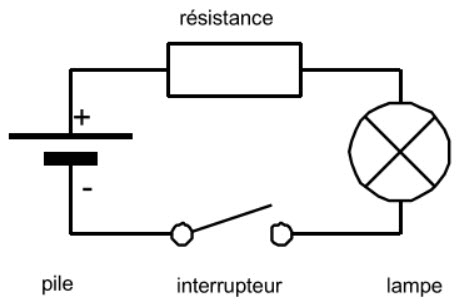 résistance
+
-
pile
interrupteur
lampe